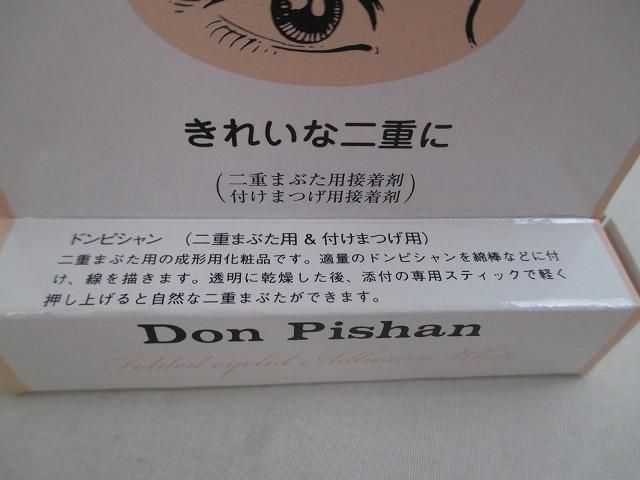 きれいな二重に
(二重まぶた用接着剤
付けまつげ用接着剤)
ドンピシャン (二重まぶた用 & 付けまつげ用)
二重まぶた用の成形用化粧品です。適量のドンピシャンを綿棒などに付
け、線を描きます。透明に乾燥した後、添付の専用スティックで軽く
押し上げると自然な二重まぶたができます。
Don Pishan
Folded eyelid Adhesive White